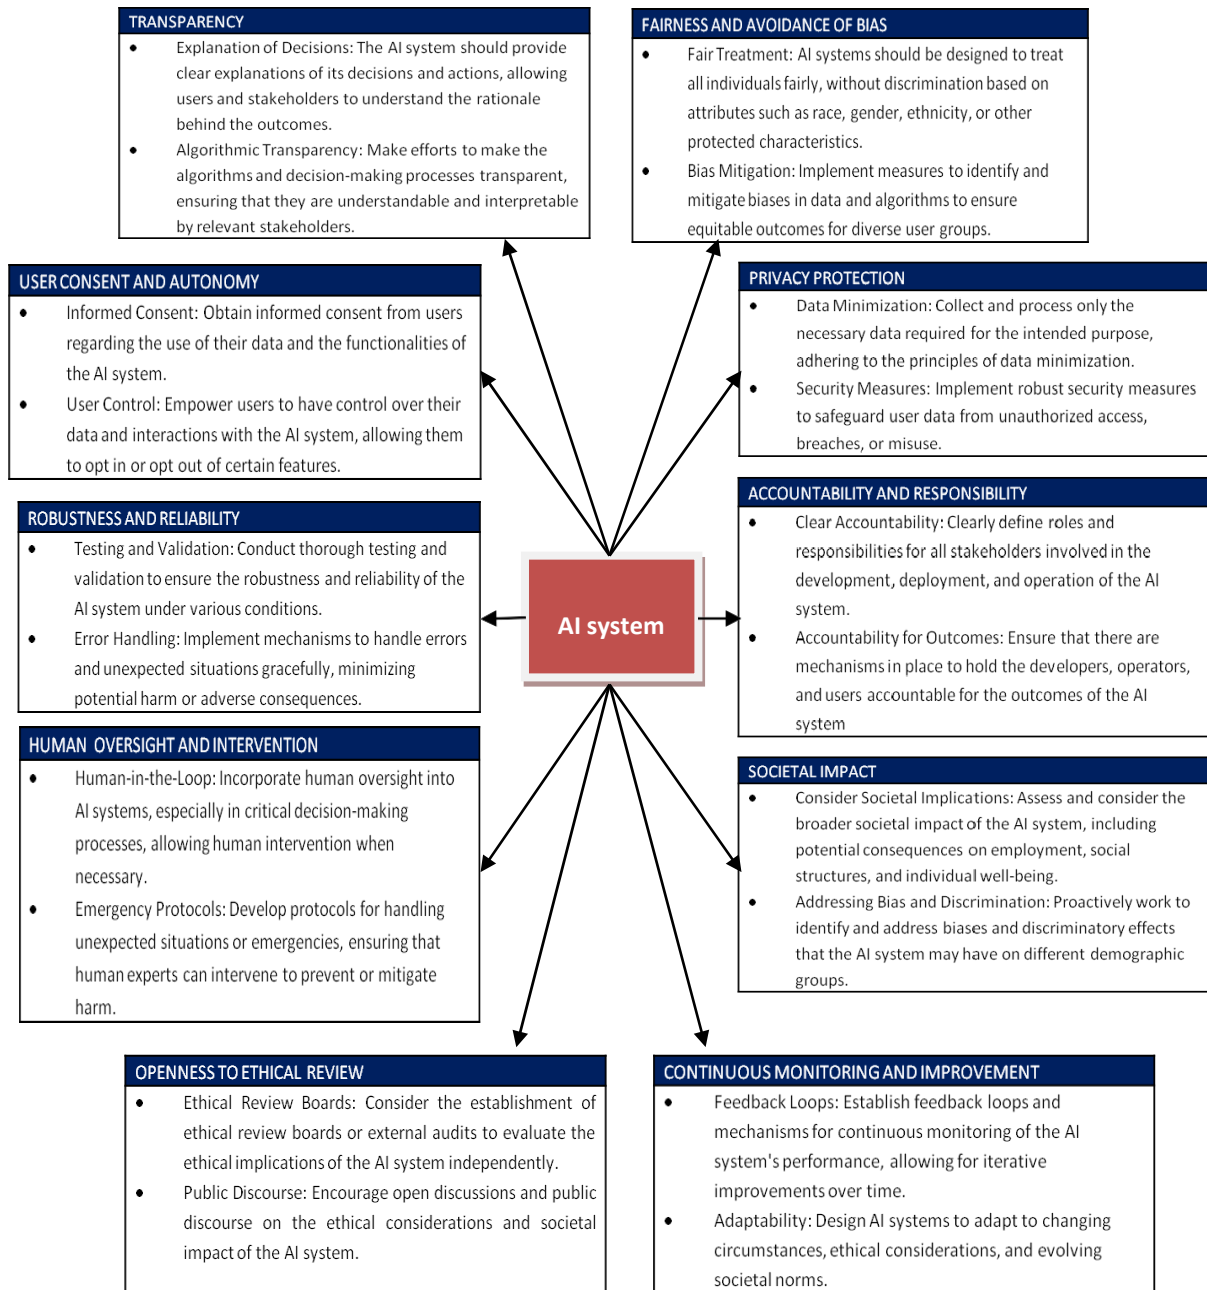 TRANSPARENCY
• Explanation of Decisions: The AI system should provide
clear explanations of its decisions and actions, allowing
users and stakeholders to understand the rationale
behind the outcomes.
• Algorithmic Transparency: Make efforts to make the
algorithms and decision-making processes transparent,
ensuring that they are understandable and interpretable
by relevant stakeholders.
FAIRNESS AND AVOIDANCE OF BIAS
• Fair Treatment: AI systems should be designed to treat
all individuals fairly, without discrimination based on
attributes such as race, gender, ethnicity, or other
protected characteristics.
• Bias Mitigation: Implement measures to identify and
mitigate biases in data and algorithms to ensure
equitable outcomes for diverse user groups.
USER CONSENT AND AUTONOMY
• Informed Consent: Obtain informed consent from users
regarding the use of their data and the functionalities of
the AI system.
• User Control: Empower users to have control over their
data and interactions with the AI system, allowing them
to opt in or opt out of certain features.
PRIVACY PROTECTION
• Data Minimization: Collect and process only the
necessary data required for the intended purpose,
adhering to the principles of data minimization.
• Security Measures: Implement robust security measures
to safeguard user data from unauthorized access,
breaches, or misuse.
ROBUSTNESS AND RELIABILITY
• Testing and Validation: Conduct thorough testing and
validation to ensure the robustness and reliability of the
AI system under various conditions.
• Error Handling: Implement mechanisms to handle errors
and unexpected situations gracefully, minimizing
potential harm or adverse consequences.
AI system
ACCOUNTABILITY AND RESPONSIBILITY
• Clear Accountability: Clearly define roles and
responsibilities for all stakeholders involved in the
development, deployment, and operation of the AI
system.
• Accountability for Outcomes: Ensure that there are
mechanisms in place to hold the developers, operators,
and users accountable for the outcomes of the AI
system
HUMAN OVERSIGHT AND INTERVENTION
• Human-in-the-Loop: Incorporate human oversight into
AI systems, especially in critical decision-making
processes, allowing human intervention when
necessary.
• Emergency Protocols: Develop protocols for handling
unexpected situations or emergencies, ensuring that
human experts can intervene to prevent or mitigate
harm.
SOCIETAL IMPACT
• Consider Societal Implications: Assess and consider the
broader societal impact of the AI system, including
potential consequences on employment, social
structures, and individual well-being.
• Addressing Bias and Discrimination: Proactively work to
identify and address biases and discriminatory effects
that the AI system may have on different demographic
groups.
OPENNESS TO ETHICAL REVIEW
• Ethical Review Boards: Consider the establishment of
ethical review boards or external audits to evaluate the
ethical implications of the AI system independently.
• Public Discourse: Encourage open discussions and public
discourse on the ethical considerations and societal
impact of the AI system.
CONTINUOUS MONITORING AND IMPROVEMENT
• Feedback Loops: Establish feedback loops and
mechanisms for continuous monitoring of the AI
system's performance, allowing for iterative
improvements over time.
• Adaptability: Design AI systems to adapt to changing
circumstances, ethical considerations, and evolving
societal norms.